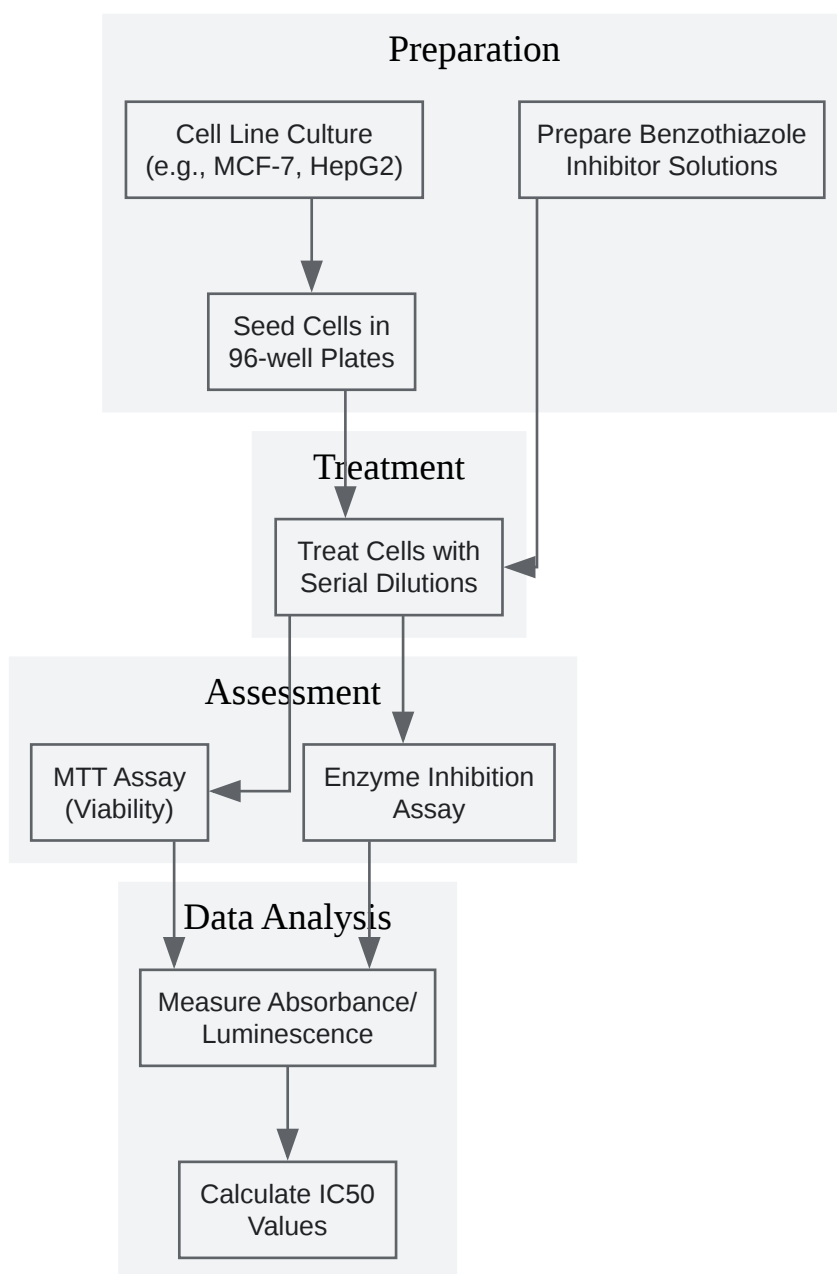 Preparation
Cell Line Culture
(e.g., MCF-7, HepG2)
Prepare Benzothiazole
Inhibitor Solutions
Seed Cells in
96-well Plates
Treatment
Treat Cells with
Serial Dilutions
Assessment
MTT Assay
(Viability)
Enzyme Inhibition
Assay
Data Analysis
Measure Absorbance/
Luminescence
Calculate IC50
Values